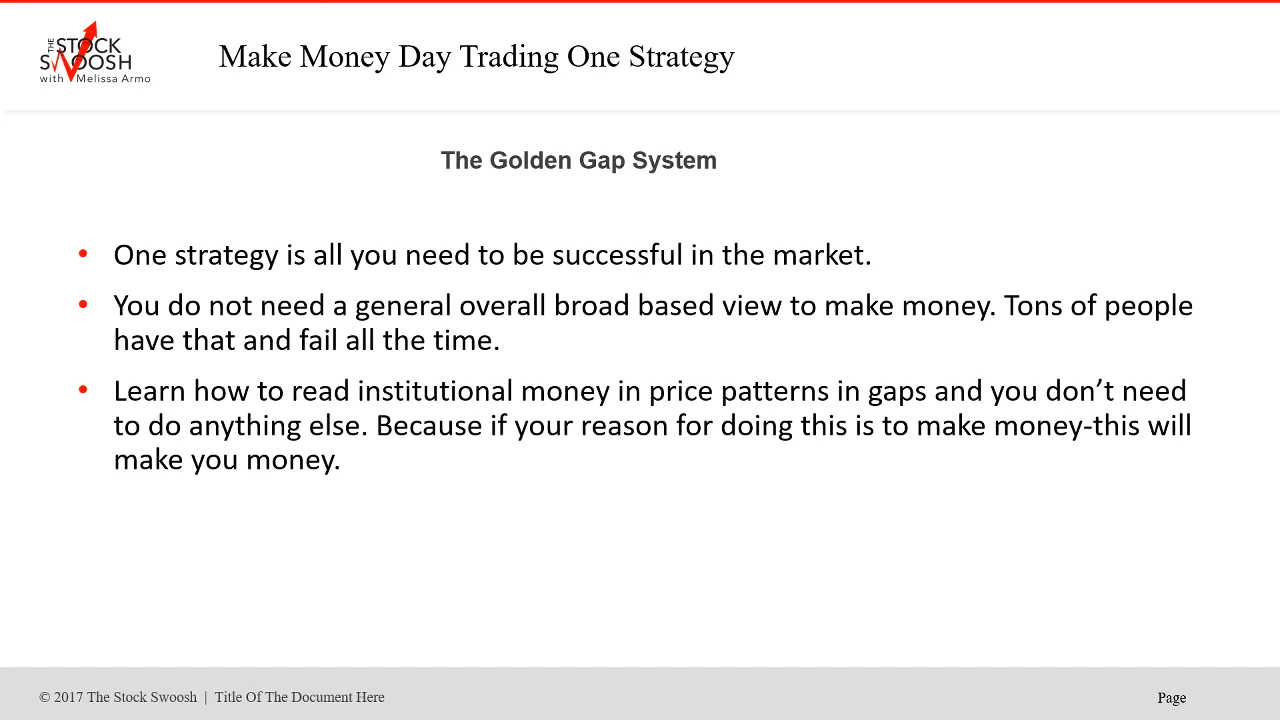 THE STOCK
SWOOSH
with Melissa Armo
Make Money Day Trading One Strategy
The Golden Gap System
• One strategy is all you need to be successful in the market.
• You do not need a general overall broad based view to make money. Tons of people
have that and fail all the time.
• Learn how to read institutional money in price patterns in gaps and you don’t need
to do anything else. Because if your reason for doing this is to make money-this will
make you money.
© 2017 The Stock Swoosh | Title Of The Document Here
Page